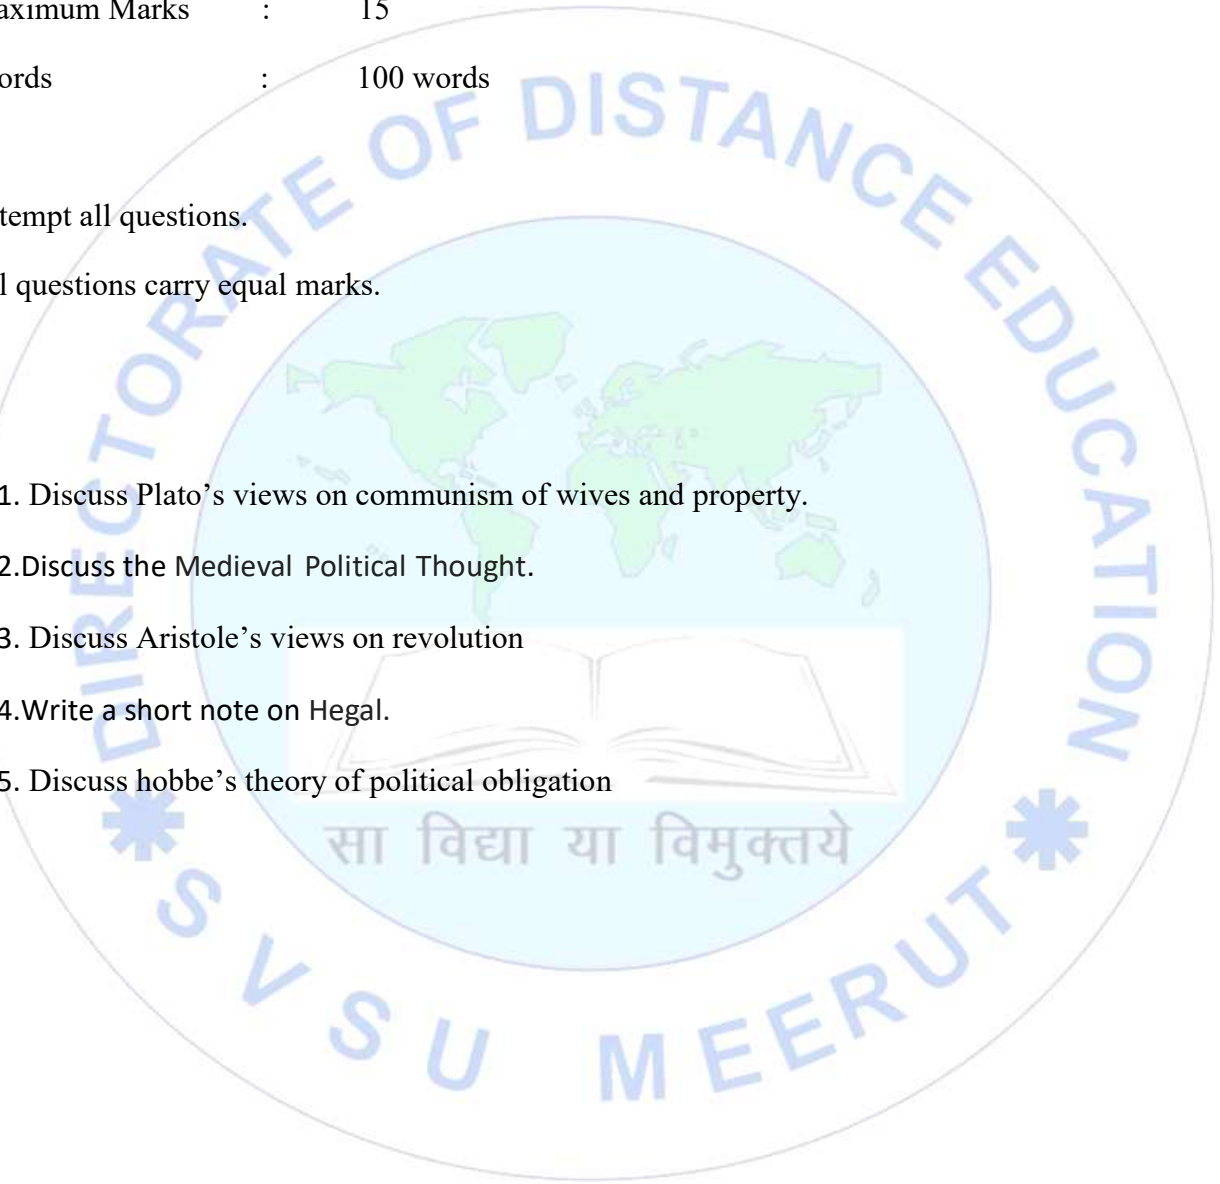 aximum Marks : 15
ords : 100 words
tempt all questions.
l questions carry equal marks.
1. Discuss Plato’s views on communism of wives and property.
2.Discuss the Medieval Political Thought.
3. Discuss Aristole’s views on revolution
4.Write a short note on Hegal.
5. Discuss hobbe’s theory of political obligation
DIRECTORATE OF DISTANCE EDUCATION
सा विद्या या विमुक्तये
S V S U MEERUT